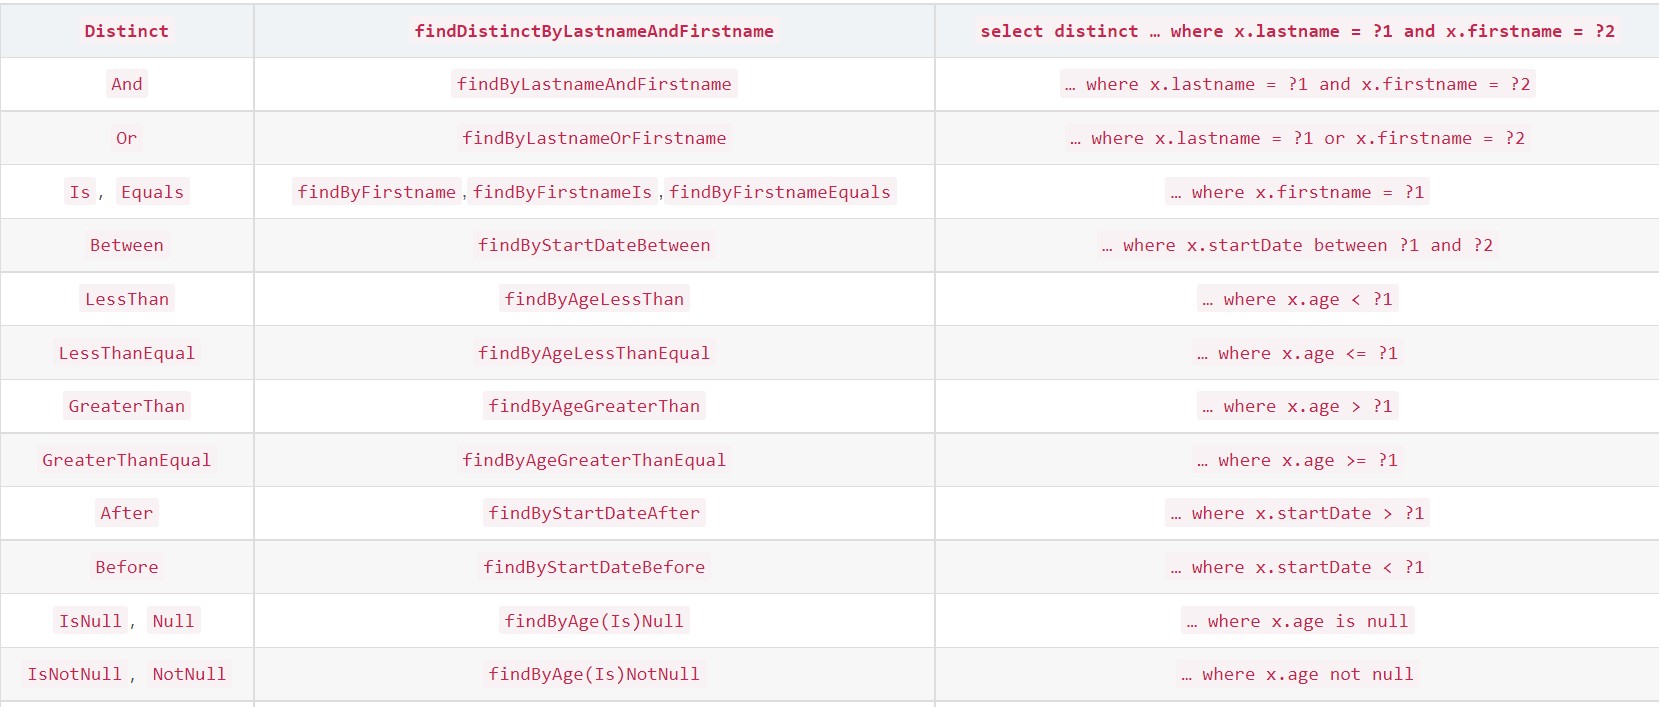 Distinct findDistinctByLastnameAndFirstname select distinct … where x.lastname = ?1 and x.firstname = ?2
And findByLastnameAndFirstname … where x.lastname = ?1 and x.firstname = ?2
Or findByLastnameOrFirstname … where x.lastname = ?1 or x.firstname = ?2
Is, Equals findByFirstname,findByFirstnameIs,findByFirstnameEquals … where x.firstname = ?1
Between findByStartDateBetween … where x.startDate between ?1 and ?2
LessThan findByAgeLessThan … where x.age < ?1
LessThanEqual findByAgeLessThanEqual … where x.age <= ?1
GreaterThan findByAgeGreaterThan … where x.age > ?1
GreaterThanEqual findByAgeGreaterThanEqual … where x.age >= ?1
After findByStartDateAfter … where x.startDate > ?1
Before findByStartDateBefore … where x.startDate < ?1
IsNull, Null findByAge(Is)Null … where x.age is null
IsNotNull, NotNull findByAge(Is)NotNull … where x.age not null